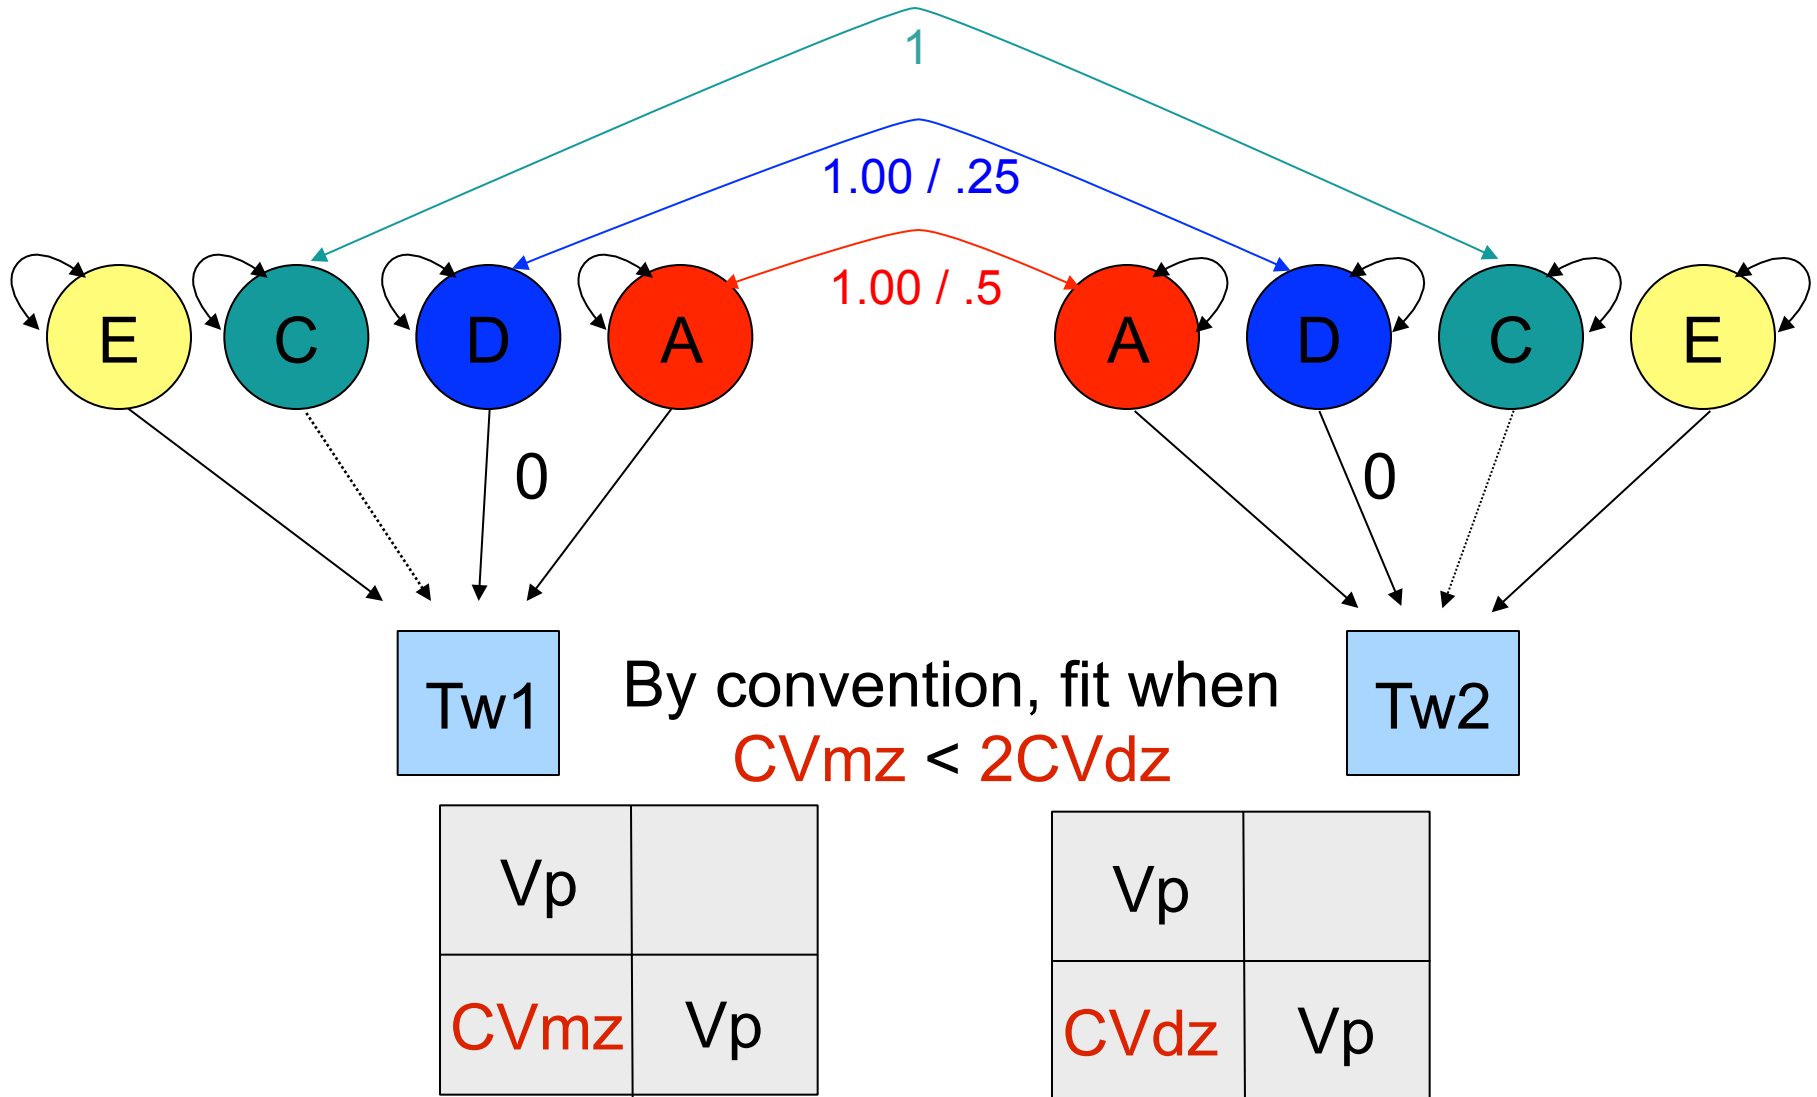 1
1.00 / .25
1.00 / .5
E C D A A D C E
0 0
Tw1
By convention, fit when
CVmz < 2CVdz
Tw2
Vp
CVmz Vp
Vp
CVdz Vp